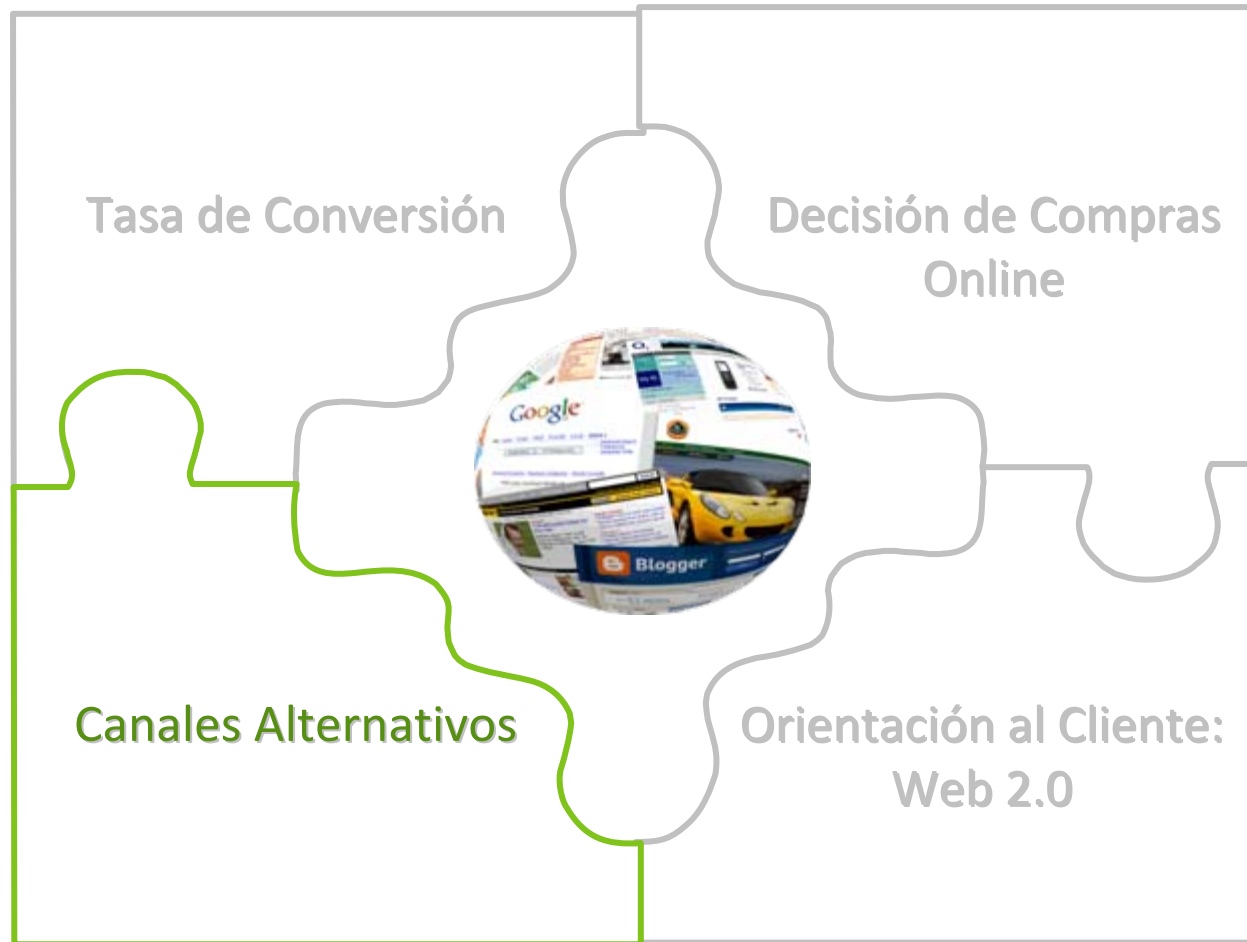 Tasa de Conversión
Decisión de Compras
Online
Google
Blogger
Canales Alternativos
Orientación al Cliente:
Web 2.0